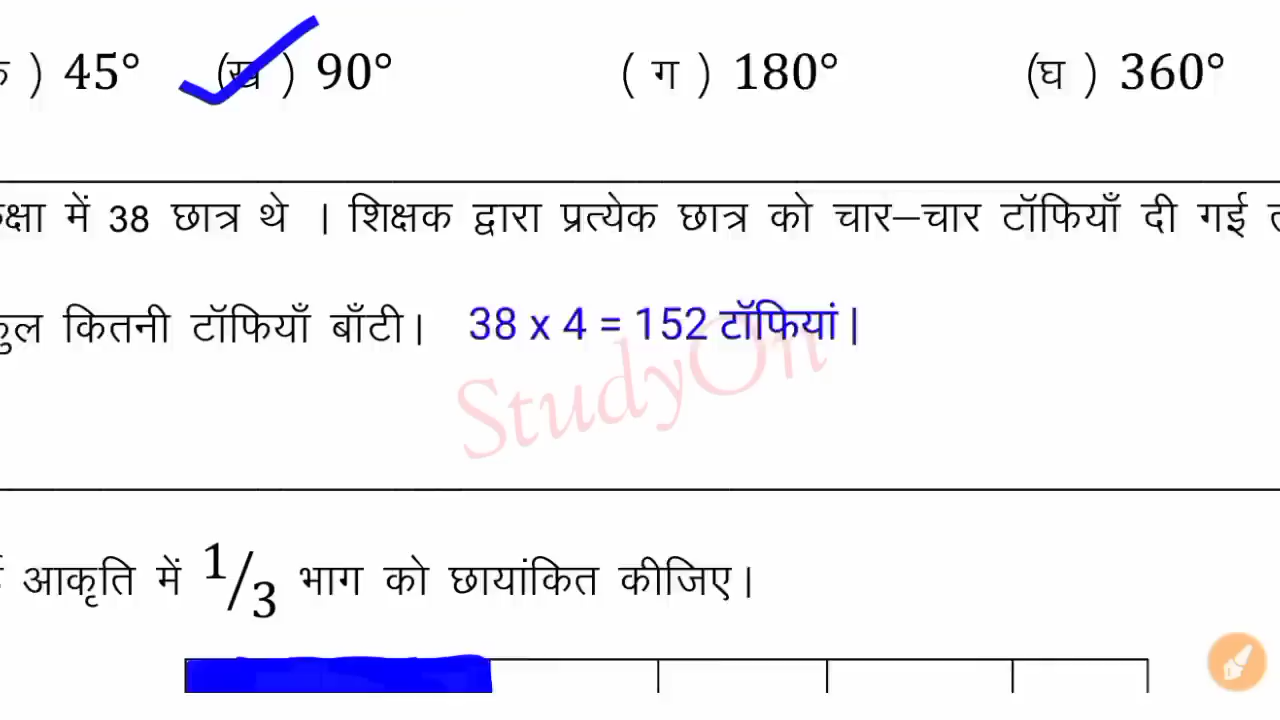 ) 45° (ख ) 90° ( ग ) 180° (घ ) 360°
में 38 छात्र थे । शिक्षक द्वारा प्रत्येक छात्र को चार–चार टॉफियाँ दी गई
कितनी टॉफियाँ बाँटी। 38 x 4 = 152 टॉफियां |
StudyOn
आकृति में 1/3 भाग को छायांकित कीजिए।